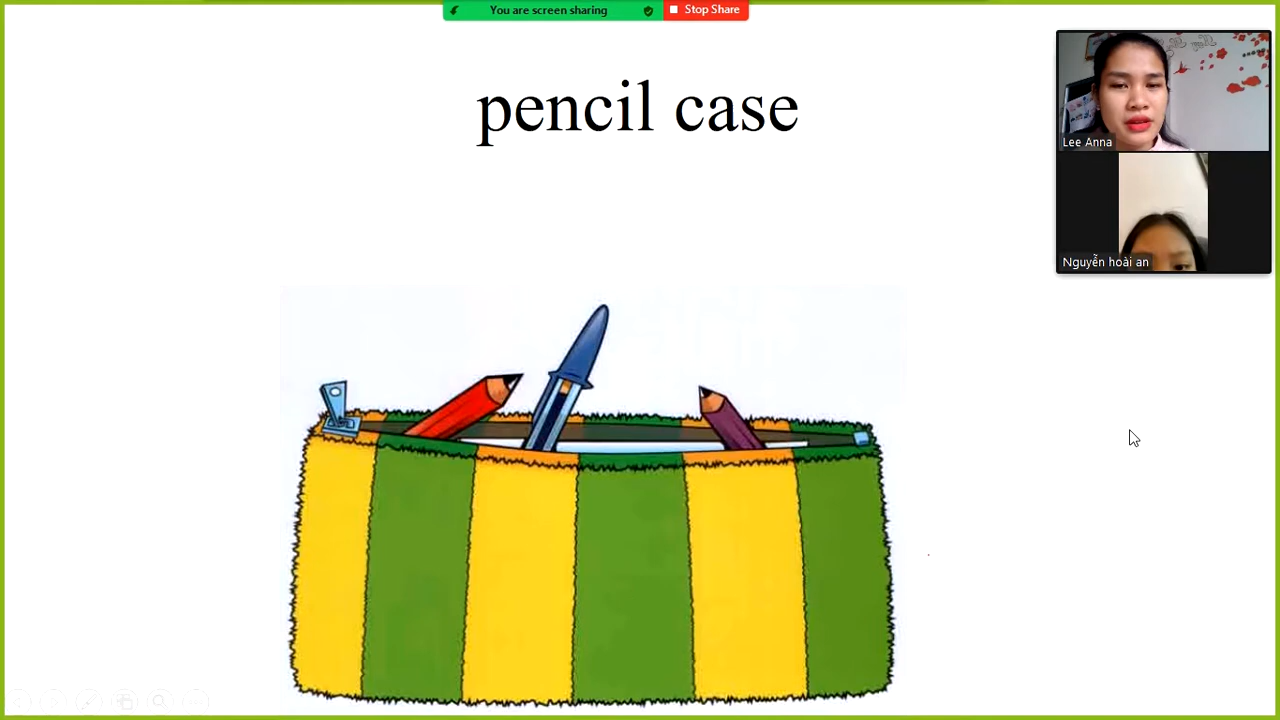 You are screen sharing
Stop Share
pencil case
Lee Anna
Nguyễn hoài an